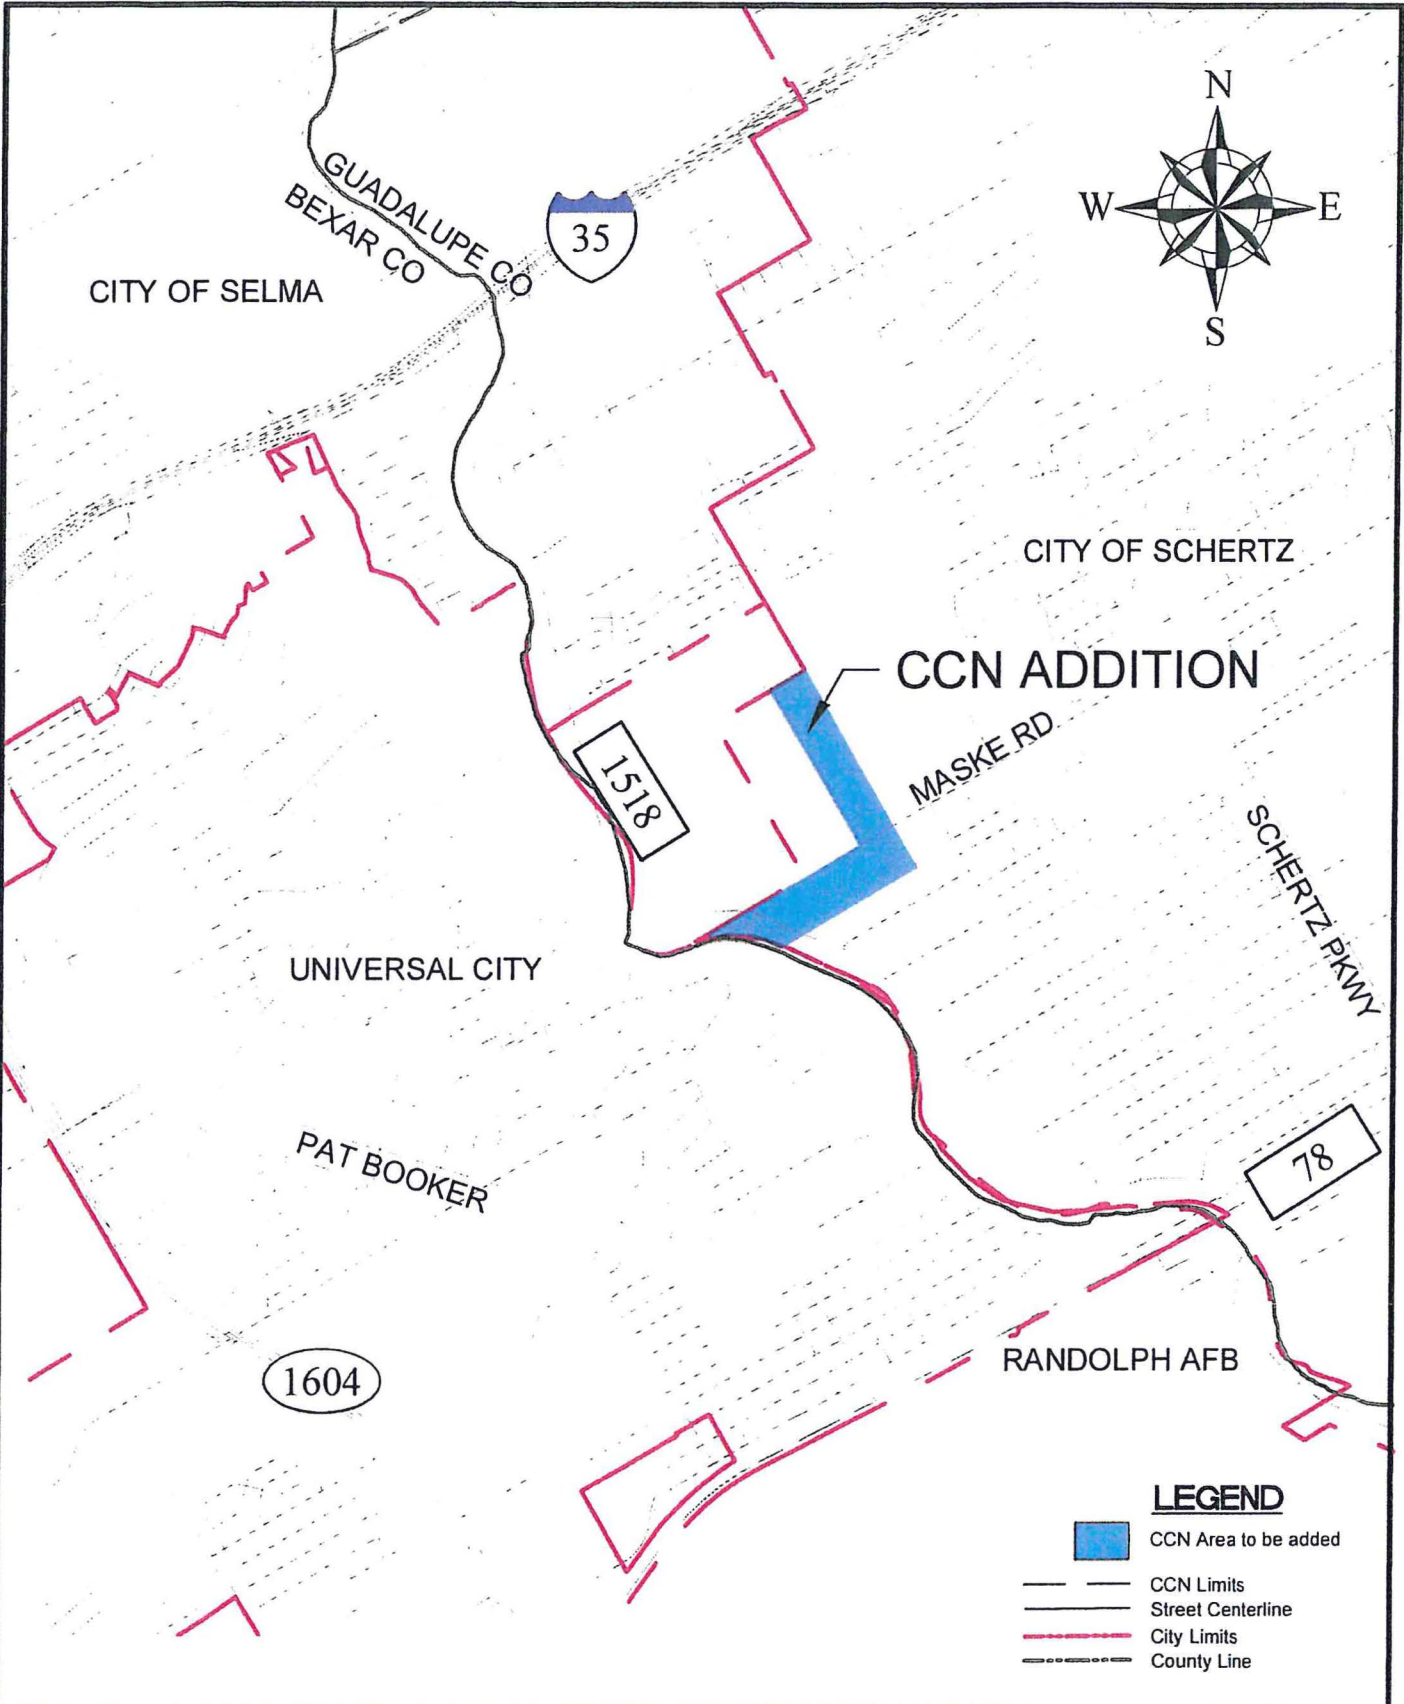 N
W
E
S
GUADALUPE CO
BEXAR CO
35
CITY OF SELMA
CITY OF SCHERTZ
CCN ADDITION
MASKE RD
1518
SCHERTZ PKWY
UNIVERSAL CITY
PAT BOOKER
78
RANDOLPH AFB
1604
LEGEND
CCN Area to be added
CCN Limits
Street Centerline
City Limits
County Line